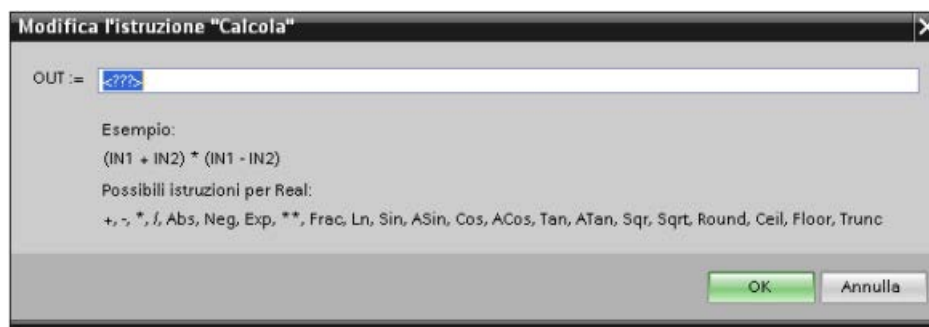 Modifica l'istruzione "Calcola"
OUT := <???>
Esempio:
(IN1 + IN2) * (IN1 - IN2)
Possibili istruzioni per Real:
+, -, *, /, Abs, Neg, Exp, **, Frac, Ln, Sin, ASin, Cos, ACos, Tan, ATan, Sqr, Sqrt, Round, Ceil, Floor, Trunc
OK Annulla